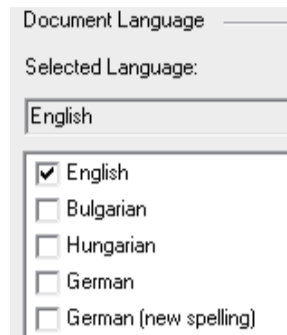 Document Language
Selected Language:
English
English
Bulgarian
Hungarian
German
German (new spelling)